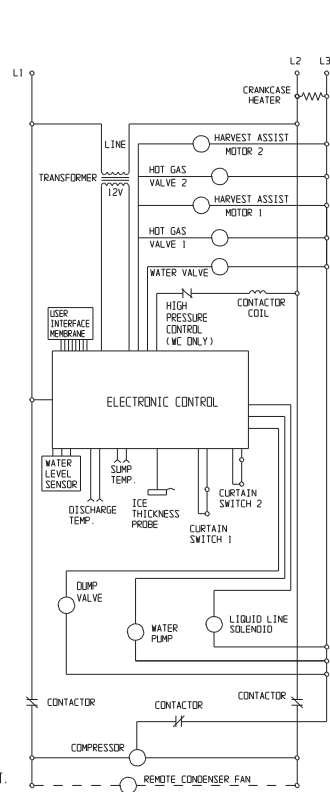 L2 L3
L1
CRANKCASE
HEATER
LINE
HARVEST ASSIST
MOTOR 2
TRANSFORMER
12V
HOT GAS
VALVE 2
HARVEST ASSIST
MOTOR 1
HOT GAS
VALVE 1
WATER VALVE
HIGH
PRESSURE
CONTROL
(WC ONLY)
CONTACTOR
COIL
USER
INTERFACE
MEMBRANE
ELECTRONIC CONTROL
WATER
LEVEL
SENSOR
SUMP
TEMP.
DISCHARGE
TEMP.
ICE
THICKNESS
PROBE
CURTAIN
SWITCH 2
CURTAIN
SWITCH 1
DUMP
VALVE
WATER
PUMP
LIQUID LINE
SOLENOID
CONTACTOR
CONTACTOR
CONTACTOR
COMPRESSOR
REMOTE CONDENSER FAN
T.